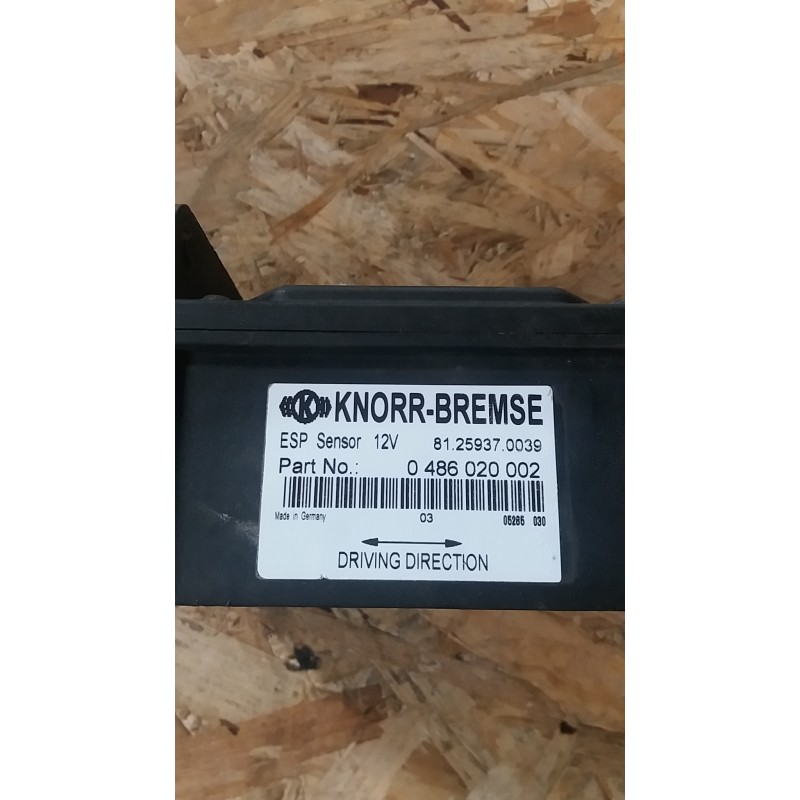 K KNORR-BREMSE
ESP Sensor 12V 81.25937.0039
Part No.: 0 486 020 002
Made in Germany 03 05285 030
DRIVING DIRECTION